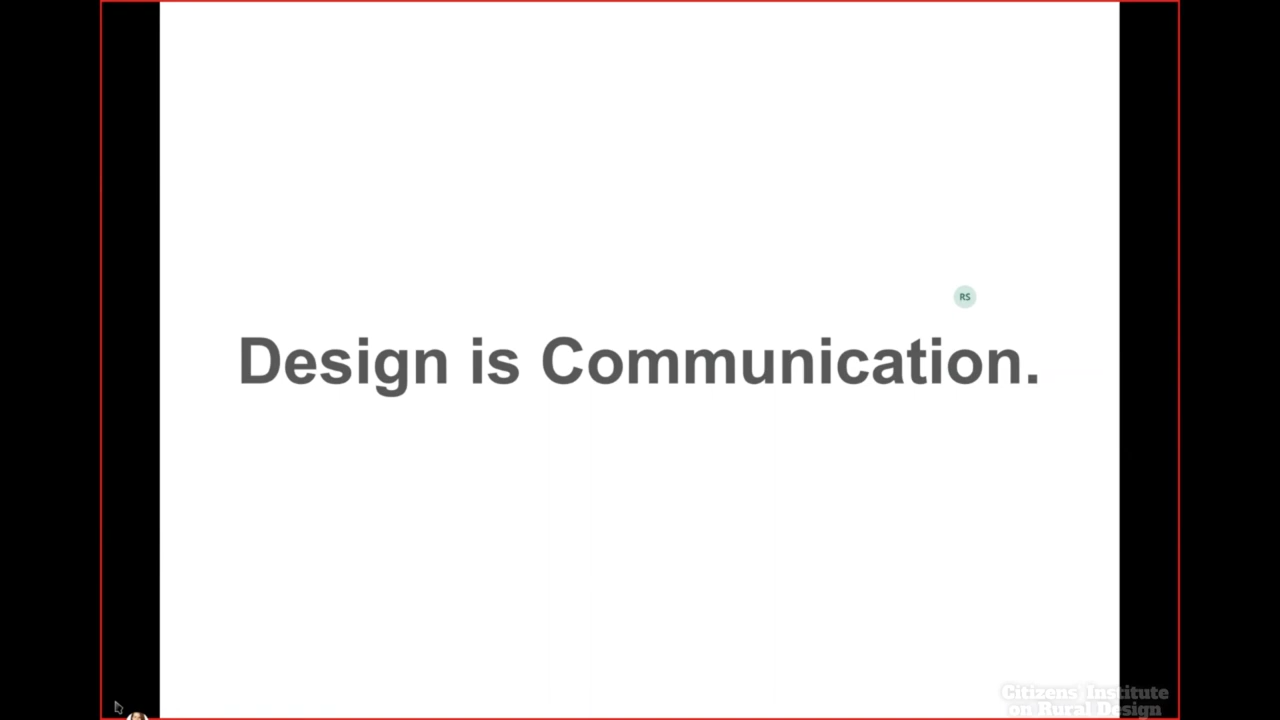 RS
Design is Communication.
Citizens' Institute
on Rural Design